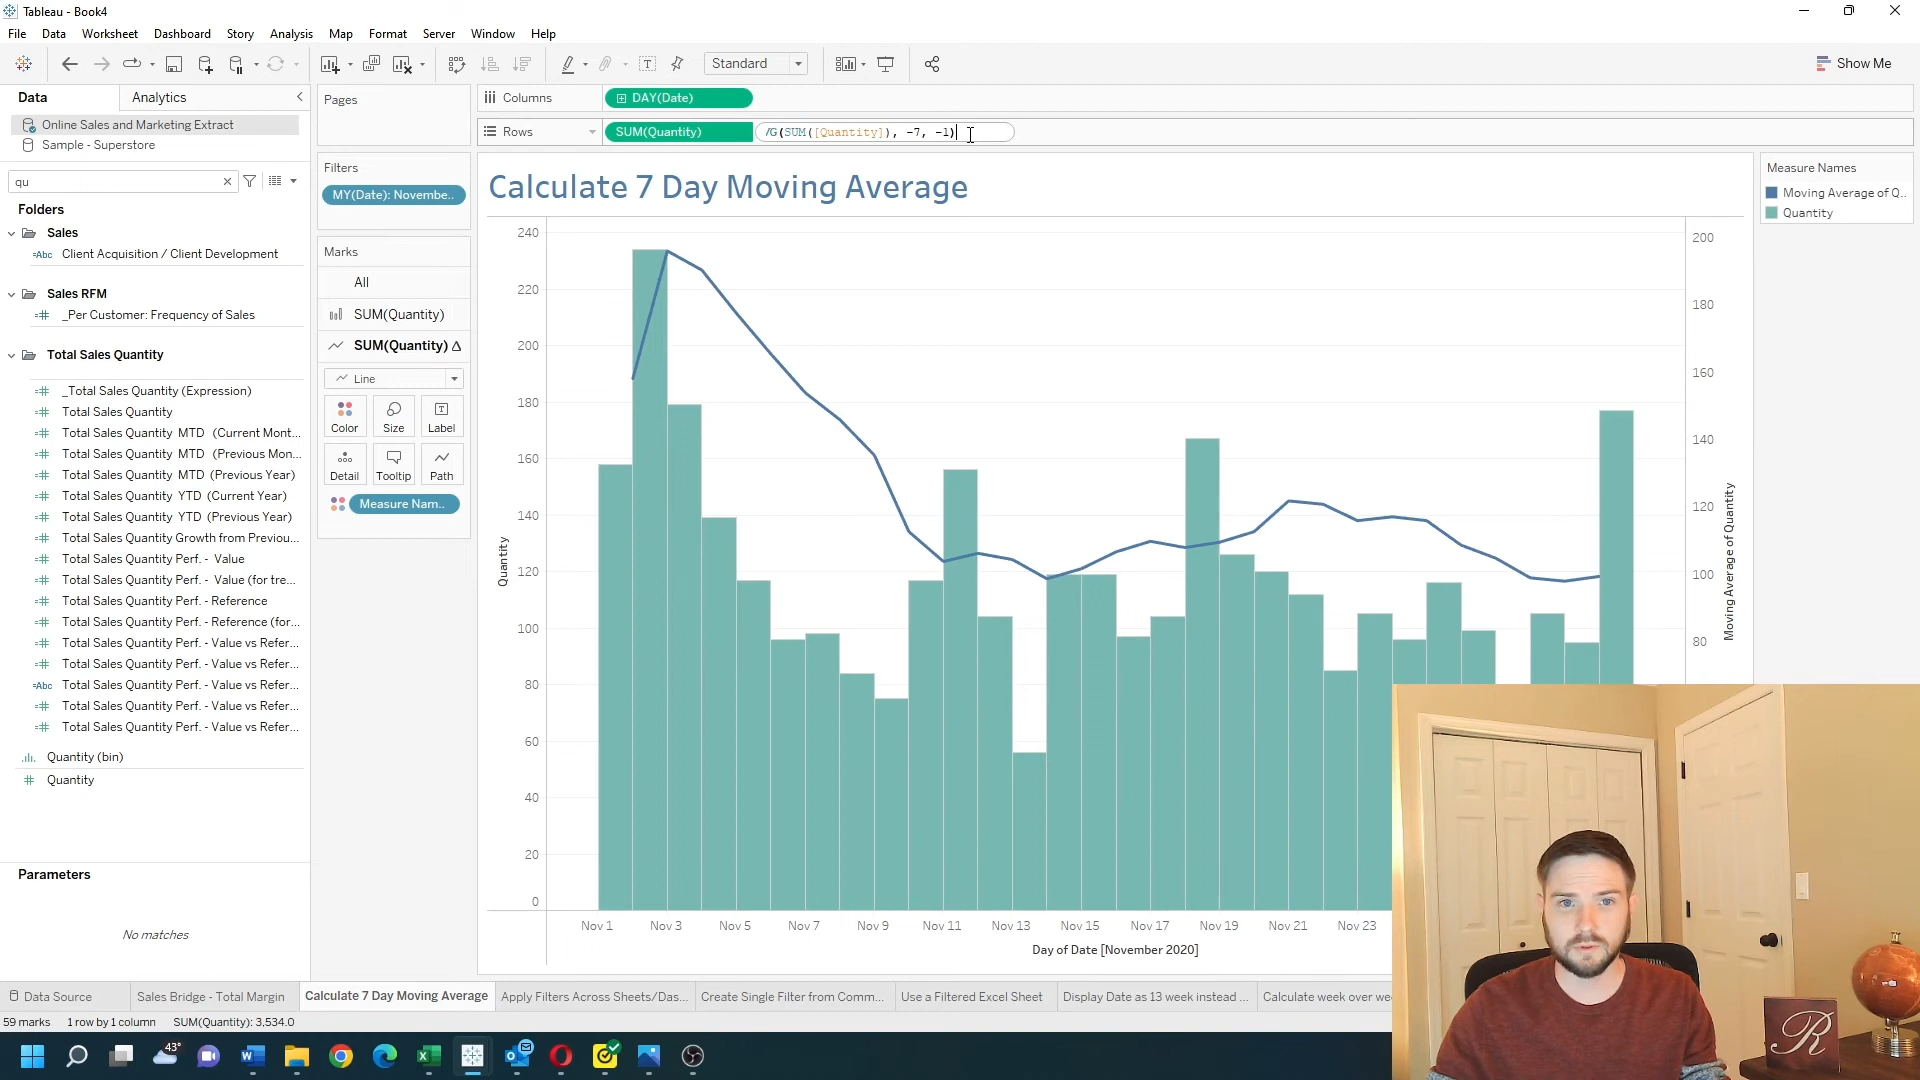 Tableau - Book4
File Data Worksheet Dashboard Story Analysis Map Format Server Window Help
Standard
Show Me
Data
Analytics
Online Sales and Marketing Extract
Sample - Superstore
qu
Folders
Sales
=Abc Client Acquisition / Client Development
Sales RFM
_Per Customer: Frequency of Sales
Total Sales Quantity
_Total Sales Quantity (Expression)
Total Sales Quantity
Total Sales Quantity MTD (Current Mont...
Total Sales Quantity MTD (Previous Mon...
Total Sales Quantity MTD (Previous Year)
Total Sales Quantity YTD (Current Year)
Total Sales Quantity YTD (Previous Year)
Total Sales Quantity Growth from Previou...
Total Sales Quantity Perf. - Value
Total Sales Quantity Perf. - Value (for tre...
Total Sales Quantity Perf. - Reference
Total Sales Quantity Perf. - Reference (for...
Total Sales Quantity Perf. - Value vs Refer...
Total Sales Quantity Perf. - Value vs Refer...
=Abc Total Sales Quantity Perf. - Value vs Refer...
Total Sales Quantity Perf. - Value vs Refer...
Total Sales Quantity Perf. - Value vs Refer...
Quantity (bin)
Quantity
Parameters
No matches
Pages
Filters
MY(Date): Novembe..
Marks
All
SUM(Quantity)
SUM(Quantity) Δ
Line
Color Size Label
Detail Tooltip Path
Measure Nam..
Columns
DAY(Date)
Rows
SUM(Quantity)
/G(SUM([Quantity]), -7, -1)
Calculate 7 Day Moving Average
240
220
200
180
160
140
120
100
80
60
40
20
0
Quantity
200
180
160
140
120
100
80
Moving Average of Quantity
Nov 1 Nov 3 Nov 5 Nov 7 Nov 9 Nov 11 Nov 13 Nov 15 Nov 17 Nov 19 Nov 21 Nov 23
Day of Date [November 2020]
Measure Names
Moving Average of Q..
Quantity
Data Source
Sales Bridge - Total Margin
Calculate 7 Day Moving Average
Apply Filters Across Sheets/Das...
Create Single Filter from Comm...
Use a Filtered Excel Sheet
Display Date as 13 week instead ...
Calculate week over we
59 marks 1 row by 1 column SUM(Quantity): 3,534.0
43°
R